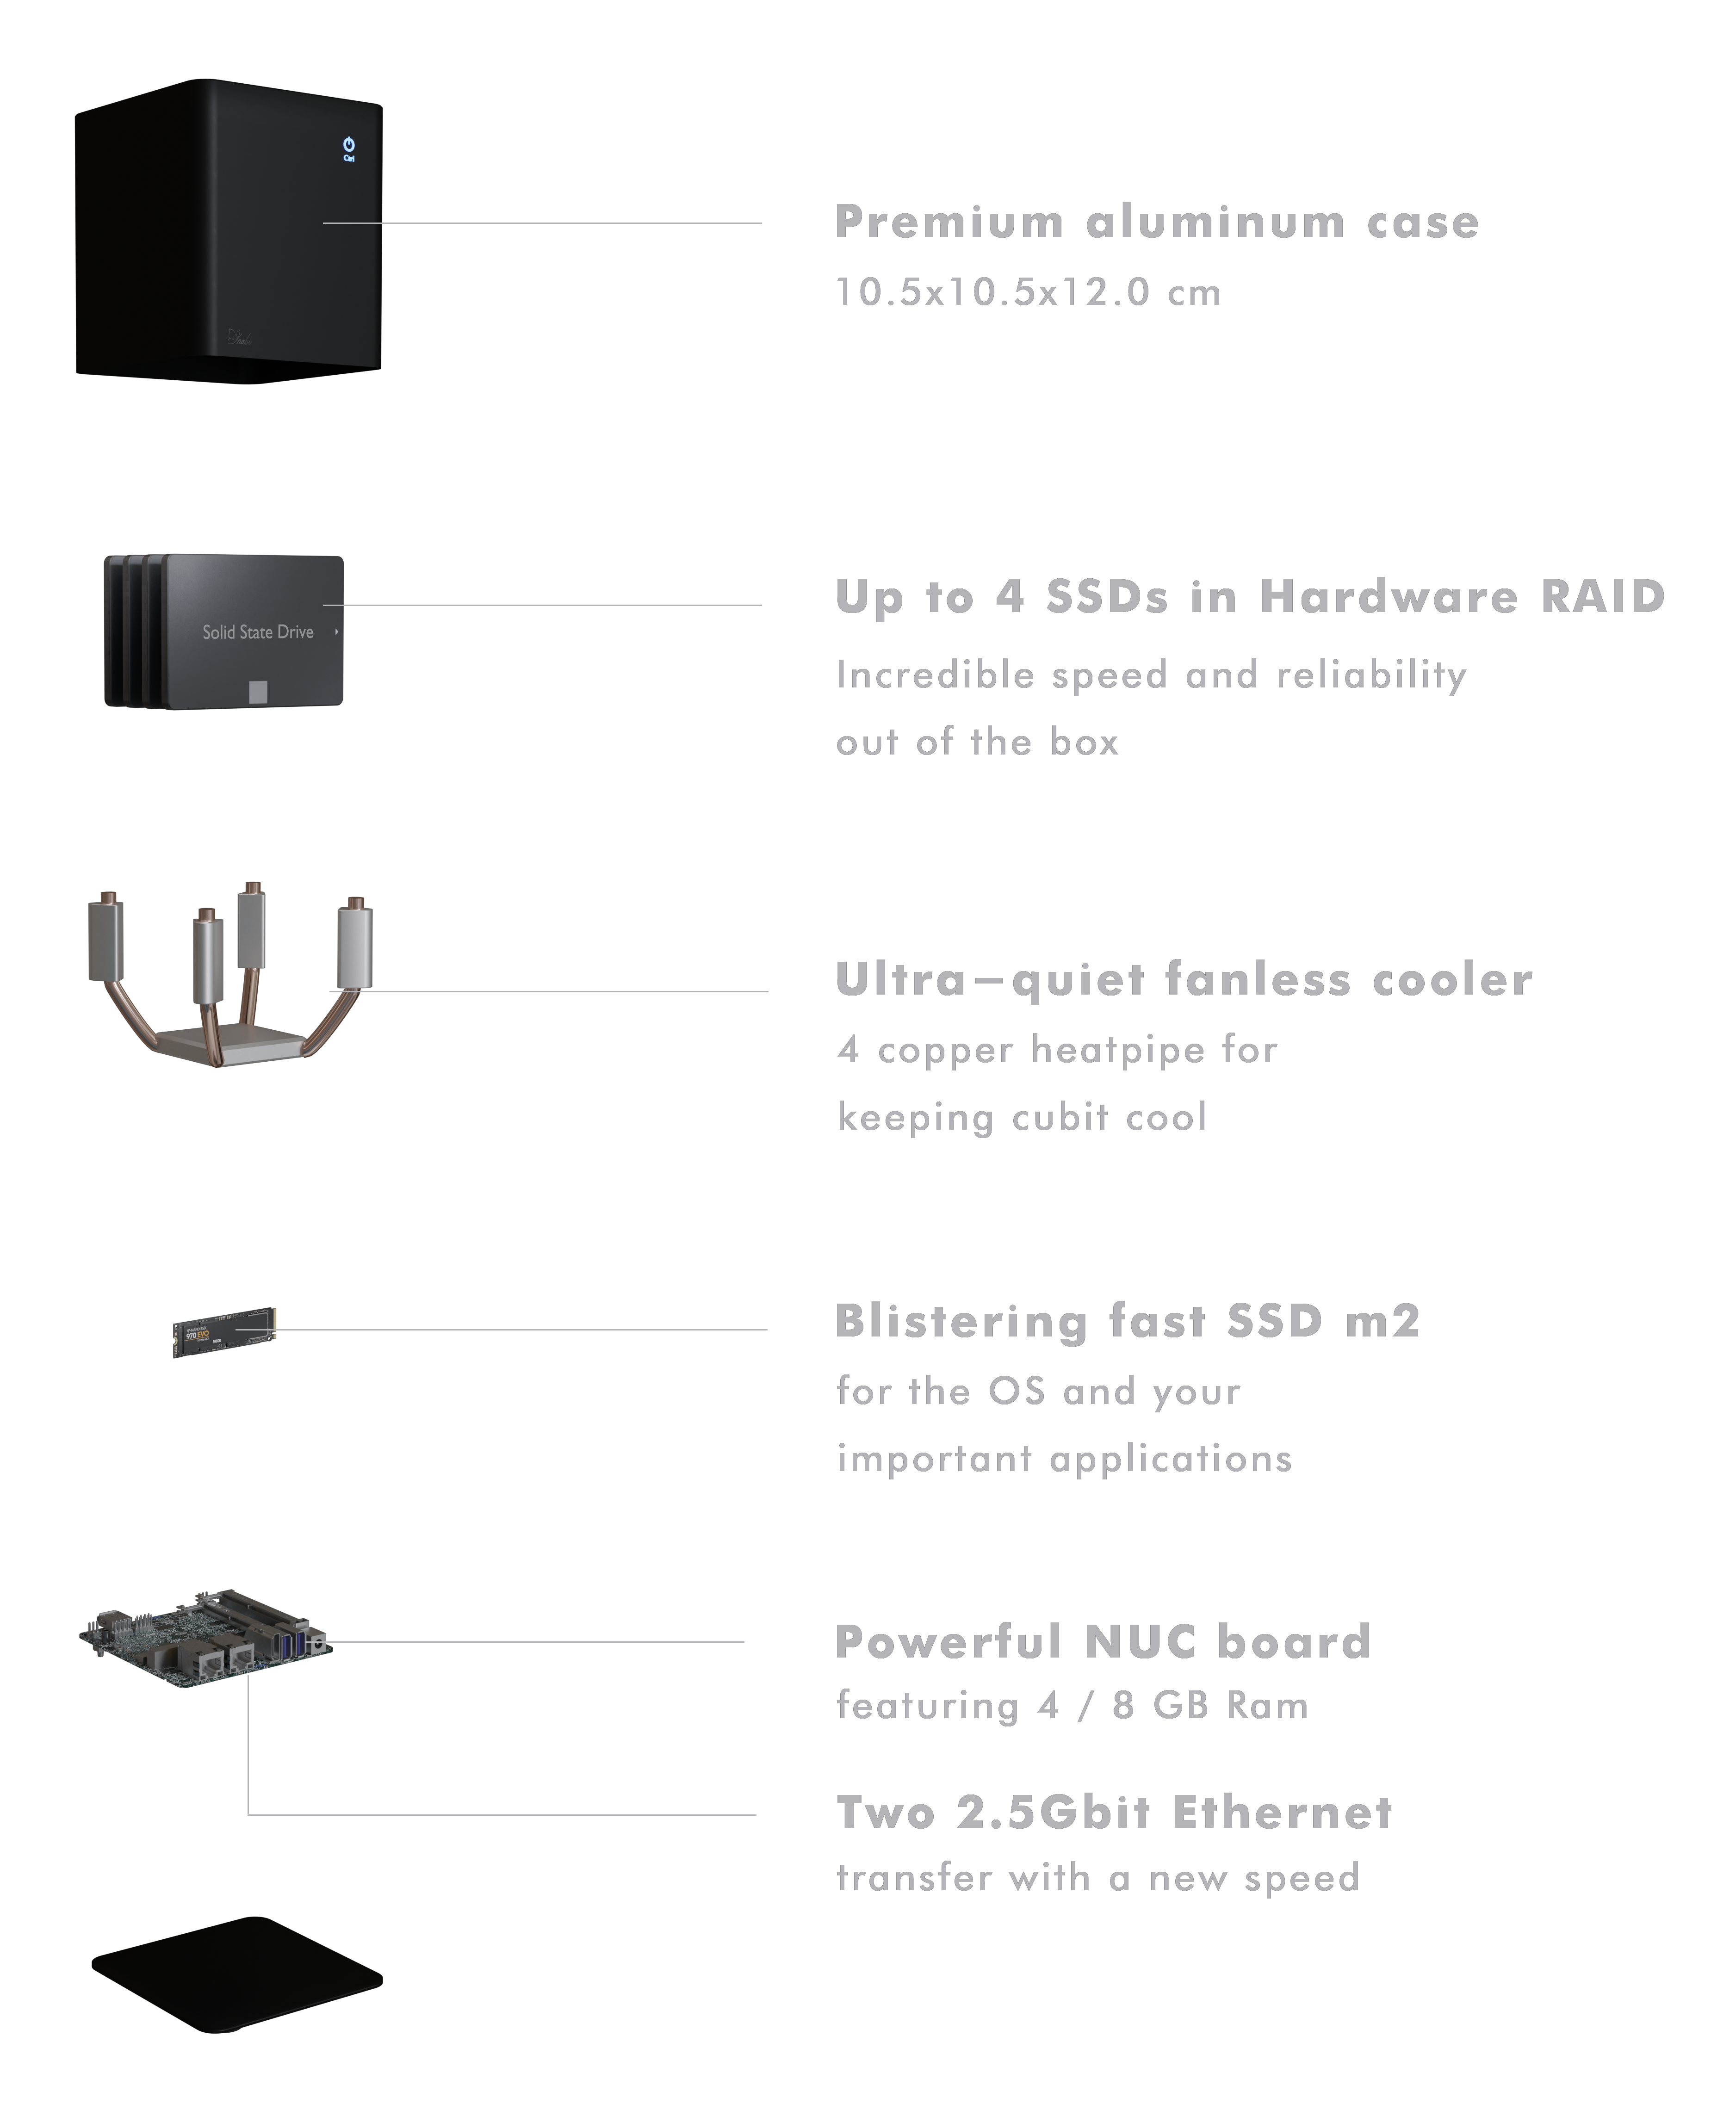 Ctrl
Premium aluminum case
10.5x10.5x12.0 cm
Solid State Drive
Up to 4 SSDs in Hardware RAID
Incredible speed and reliability
out of the box
Ultra–quiet fanless cooler
4 copper heatpipe for
keeping cubit cool
970 EVO
Blistering fast SSD m2
for the OS and your
important applications
Powerful NUC board
featuring 4 / 8 GB Ram
Two 2.5Gbit Ethernet
transfer with a new speed